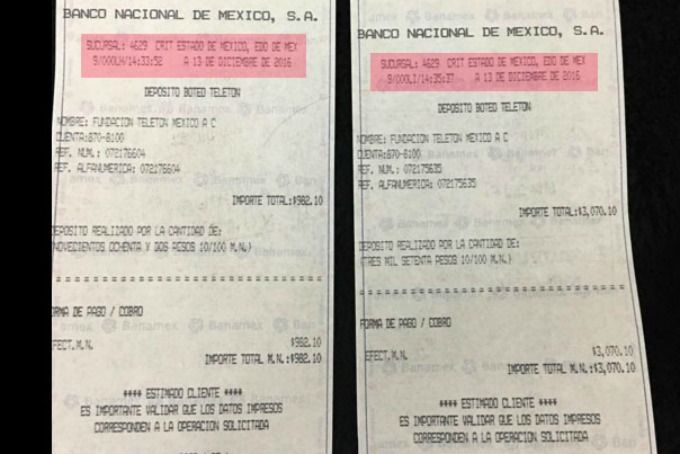 BANCO NACIONAL DE MEXICO, S.A.
SUCURSAL: 4629 CRIT ESTADO DE MEXICO, EDO DE MEX
9/000LH/14:33:52 A 13 DE DICIEMBRE DE 2016
DEPOSITO BOTEO TELETON
NOMBRE: FUNDACION TELETON MEXICO A C
CUENTA:870-8100
REF. NUM.: 072176604
REF. ALFANUMERICA: 072176604
IMPORTE TOTAL:$982.10
DEPOSITO REALIZADO POR LA CANTIDAD DE:
(NOVECIENTOS OCHENTA Y DOS PESOS 10/100 M.N.)
FORMA DE PAGO / COBRO
EFECT.M.N. $982.10
IMPORTE TOTAL M.N.:$982.10
**** ESTIMADO CLIENTE ****
ES IMPORTANTE VALIDAR QUE LOS DATOS IMPRESOS
CORRESPONDEN A LA OPERACION SOLICITADA
BANCO NACIONAL DE MEXICO, S.A.
SUCURSAL: 4629 CRIT ESTADO DE MEXICO, EDO DE MEX
9/000LI/14:35:37 A 13 DE DICIEMBRE DE 2016
DEPOSITO BOTEO TELETON
NOMBRE: FUNDACION TELETON MEXICO A C
CUENTA:870-8100
REF. NUM.: 072175635
REF. ALFANUMERICA: 072175635
IMPORTE TOTAL:$3,070.10
DEPOSITO REALIZADO POR LA CANTIDAD DE:
(TRES MIL SETENTA PESOS 10/100 M.N.)
FORMA DE PAGO / COBRO
EFECT.M.N. $3,070.10
IMPORTE TOTAL M.N.:$3,070.10
**** ESTIMADO CLIENTE ****
ES IMPORTANTE VALIDAR QUE LOS DATOS IMPRESOS
CORRESPONDEN A LA OPERACION SOLICITADA